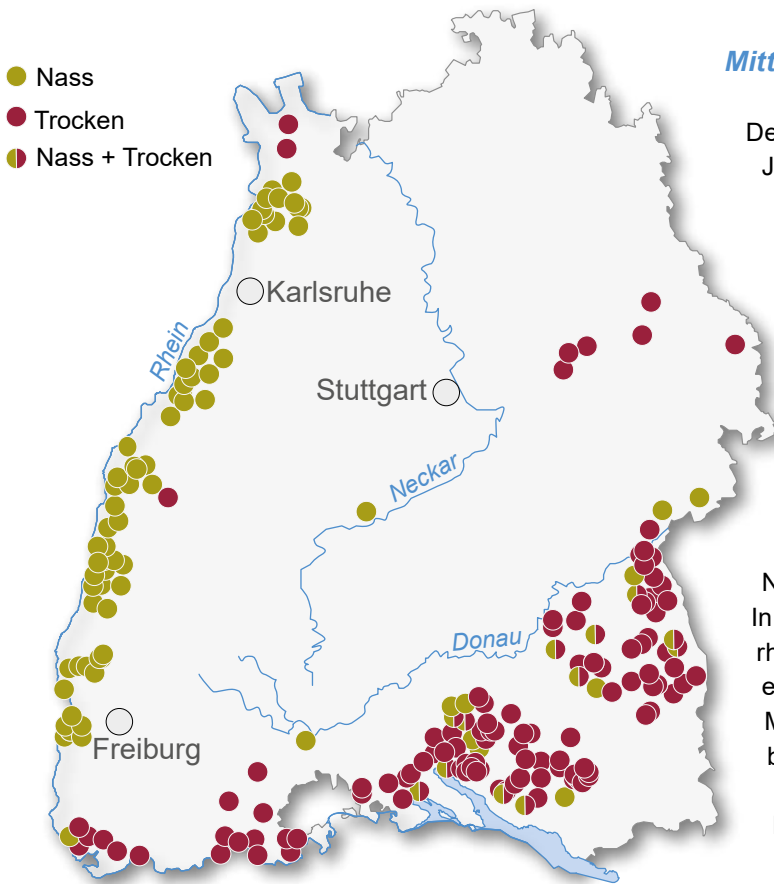 Nass
Trocken
Nass + Trocken
Karlsruhe
Rhein
Stuttgart
Neckar
Donau
Freiburg